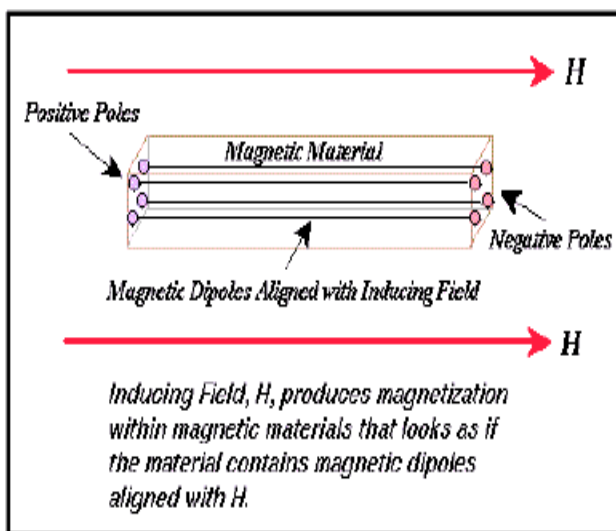 H
Positive Poles
Magnetic Material
Negative Poles
Magnetic Dipoles Aligned with Inducing Field
H
Inducing Field, H, produces magnetization
within magnetic materials that looks as if
the material contains magnetic dipoles
aligned with H.